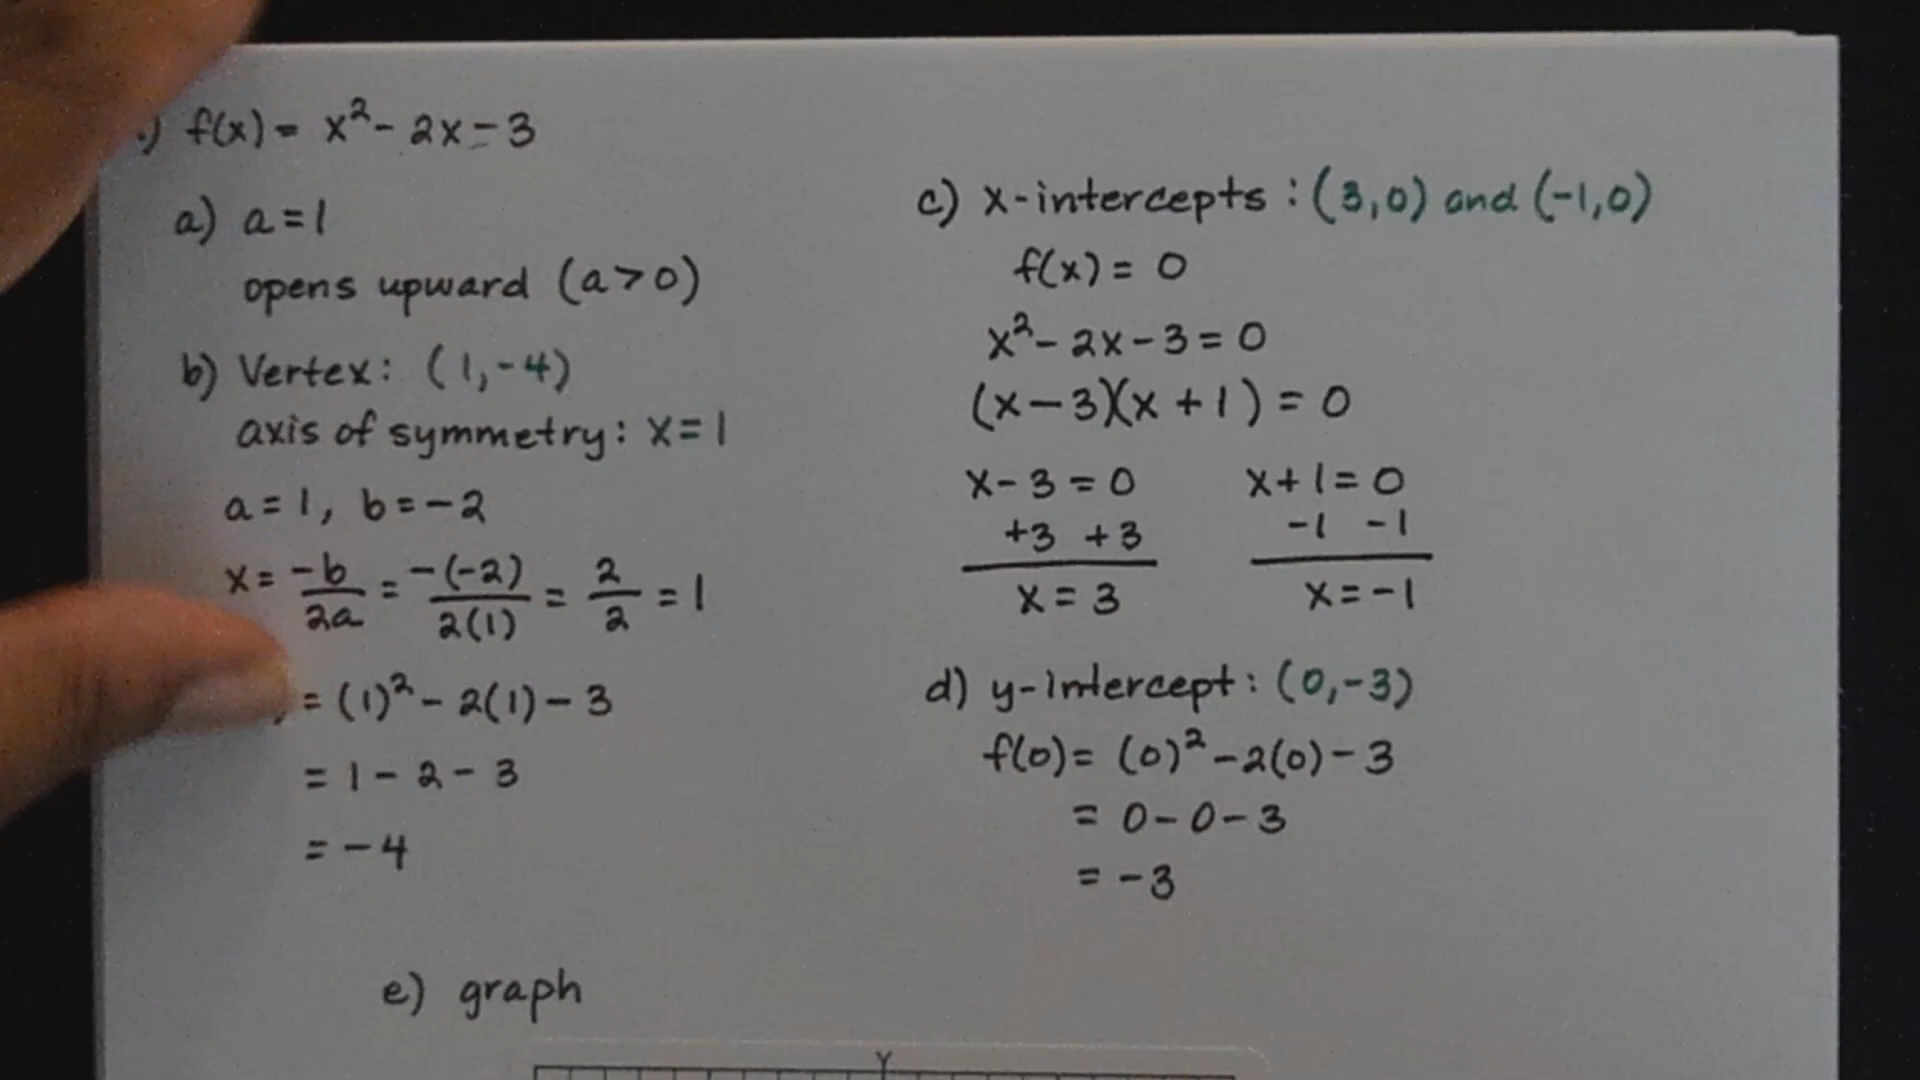 ) f(x) = x² - 2x - 3
a) a = 1
opens upward (a > 0)
b) Vertex: (1, -4)
axis of symmetry: x = 1
a = 1, b = -2
x = -b/2a = -(-2)/2(1) = 2/2 = 1
= (1)² - 2(1) - 3
= 1 - 2 - 3
= -4
c) x-intercepts: (3,0) and (-1,0)
f(x) = 0
x² - 2x - 3 = 0
(x - 3)(x + 1) = 0
x - 3 = 0 x + 1 = 0
+3 +3 -1 -1
x = 3 x = -1
d) y-intercept: (0, -3)
f(0) = (0)² - 2(0) - 3
= 0 - 0 - 3
= -3
e) graph
Y